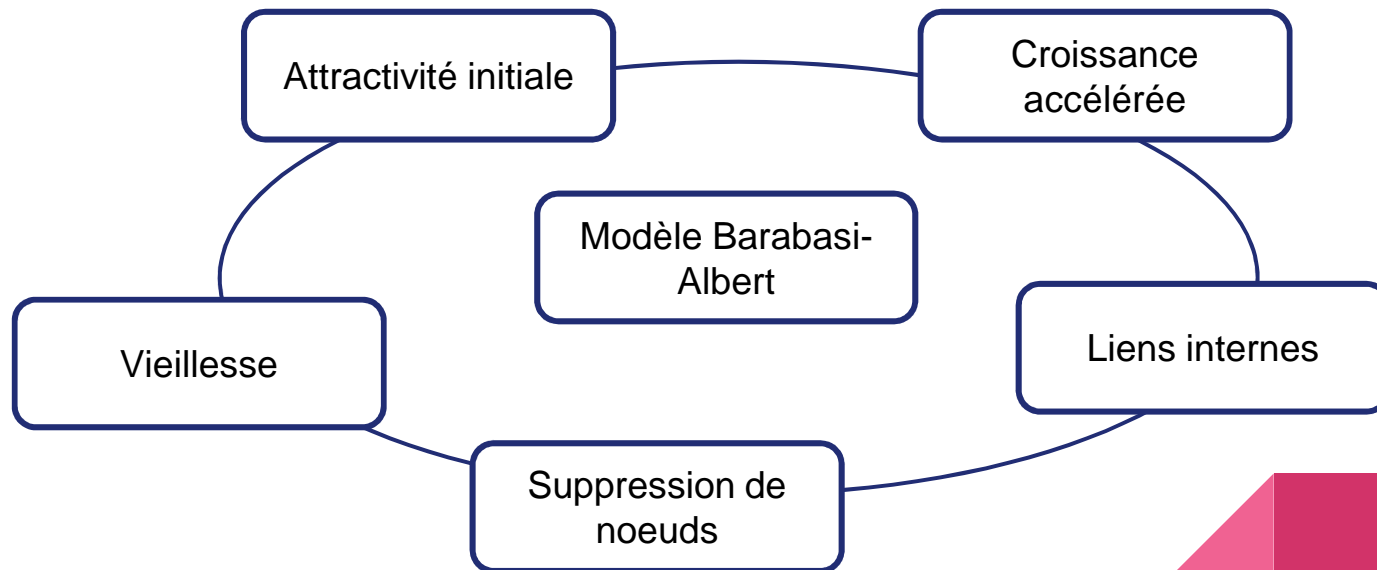 Attractivité initiale
Croissance
accélérée
Modèle Barabasi-
Albert
Vieillesse
Liens internes
Suppression de
noeuds